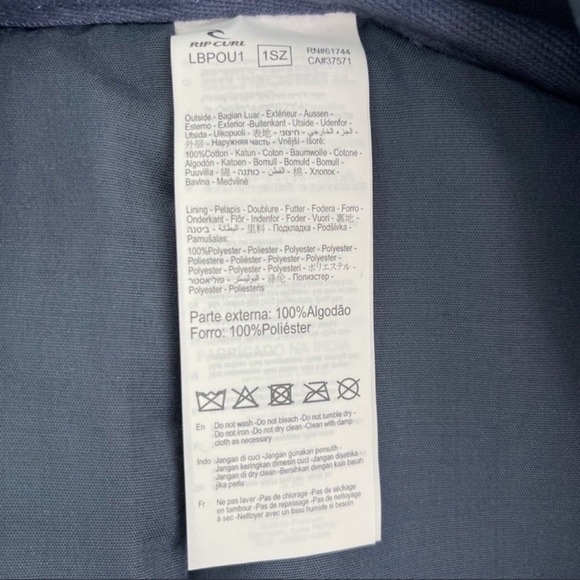 RIP CURL
LBPOU1 1SZ RN#61744
CA#37571
Outside - Bagian Luar - Extérieur - Aussen -
Esterno - Exterior - Buitenkant - Utside - Udenfor -
Utsida - Ulkopuoli - 表地 - חיצוני - الجزء الخارجي -
外层 - Наружняя часть - Vnější - Išorė:
100%Cotton - Katun - Coton - Baumwolle - Cotone -
Algodón - Katoen - Bomull - Bomuld - Bomull -
Puuvilla - 綿 - כותנה - القطن - 棉 - Хлопок -
Bavlna - Medvilnė
Lining - Pelapis - Doublure - Futter - Fodera - Forro -
Onderkant - Fôr - Indenfor - Foder - Vuori - 裏地 -
ביטנה - البطانة - 里料 - Подкладка - Podšívka -
Pamušalas:
100%Polyester - Poliester - Polyester - Polyester -
Poliestere - Poliéster - Polyester - Polyester -
Polyester - Polyester - Polyesteri - ポリエステル -
פוליאסטר - البوليستر - 涤纶 - Полиэстер -
Polyester - Poliesteris
Parte externa: 100%Algodão
Forro: 100%Poliéster
En Do not wash -Do not bleach -Do not tumble dry -
Do not iron -Do not dry clean -Clean with damp
cloth as necessary
Indo Jangan di cuci -Jangan gunakan pemutih -
Jangan keringkan dimesin cuci -Jangan disetrika -
Jangan di dry clean -Bersihkan dengan kain basah
jika perlu
Fr Ne pas laver -Pas de chlorage -Pas de séchage
en tambour -Pas de repassage -Pas de nettoyage
à sec -Nettoyer avec un tissu humide si besoin